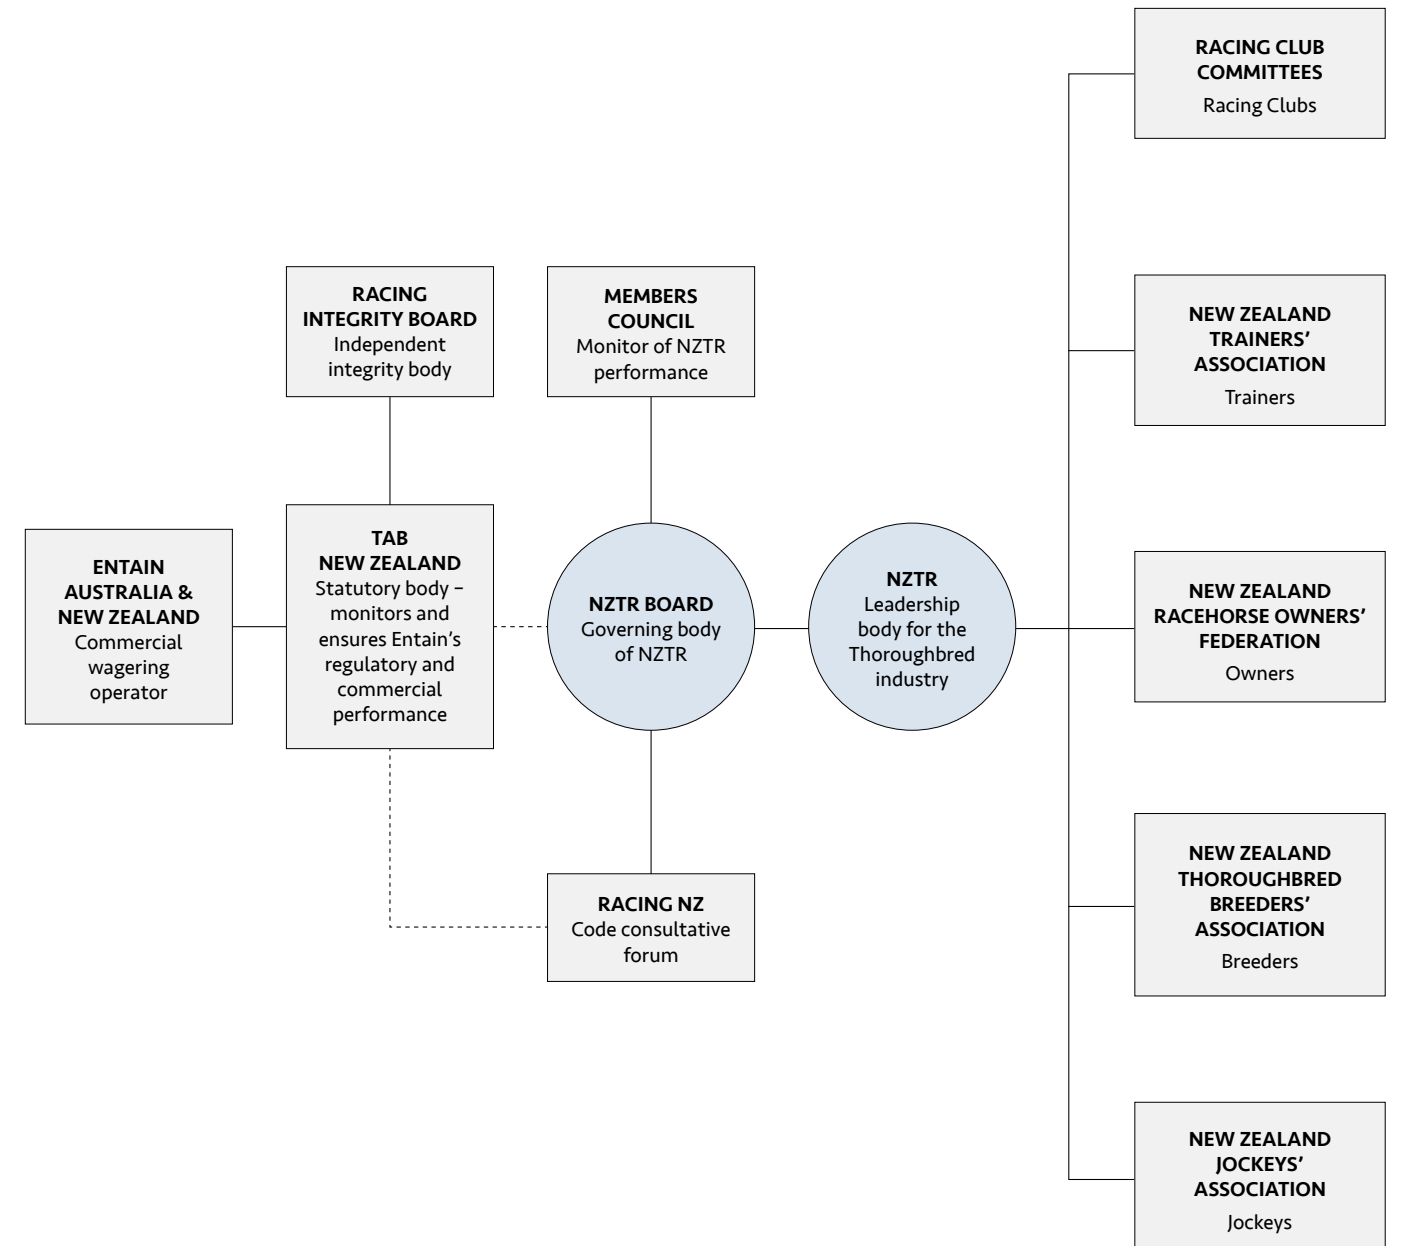 RACING CLUB
COMMITTEES
Racing Clubs
RACING
INTEGRITY BOARD
Independent
integrity body
MEMBERS
COUNCIL
Monitor of NZTR
performance
NEW ZEALAND
TRAINERS’
ASSOCIATION
Trainers
ENTAIN
AUSTRALIA &
NEW ZEALAND
Commercial
wagering
operator
TAB
NEW ZEALAND
Statutory body –
monitors and
ensures Entain’s
regulatory and
commercial
performance
NZTR BOARD
Governing body
of NZTR
NZTR
Leadership
body for the
Thoroughbred
industry
NEW ZEALAND
RACEHORSE OWNERS’
FEDERATION
Owners
RACING NZ
Code consultative
forum
NEW ZEALAND
THOROUGHBRED
BREEDERS’
ASSOCIATION
Breeders
NEW ZEALAND
JOCKEYS’
ASSOCIATION
Jockeys